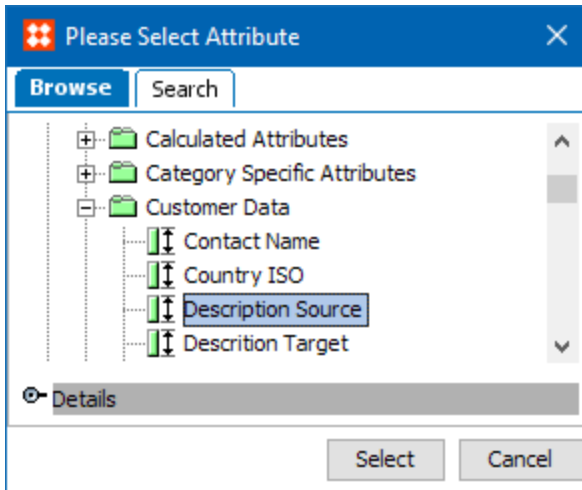 Please Select Attribute
Browse
Search
Calculated Attributes
Category Specific Attributes
Customer Data
Contact Name
Country ISO
Description Source
Descrition Target
Details
Select
Cancel